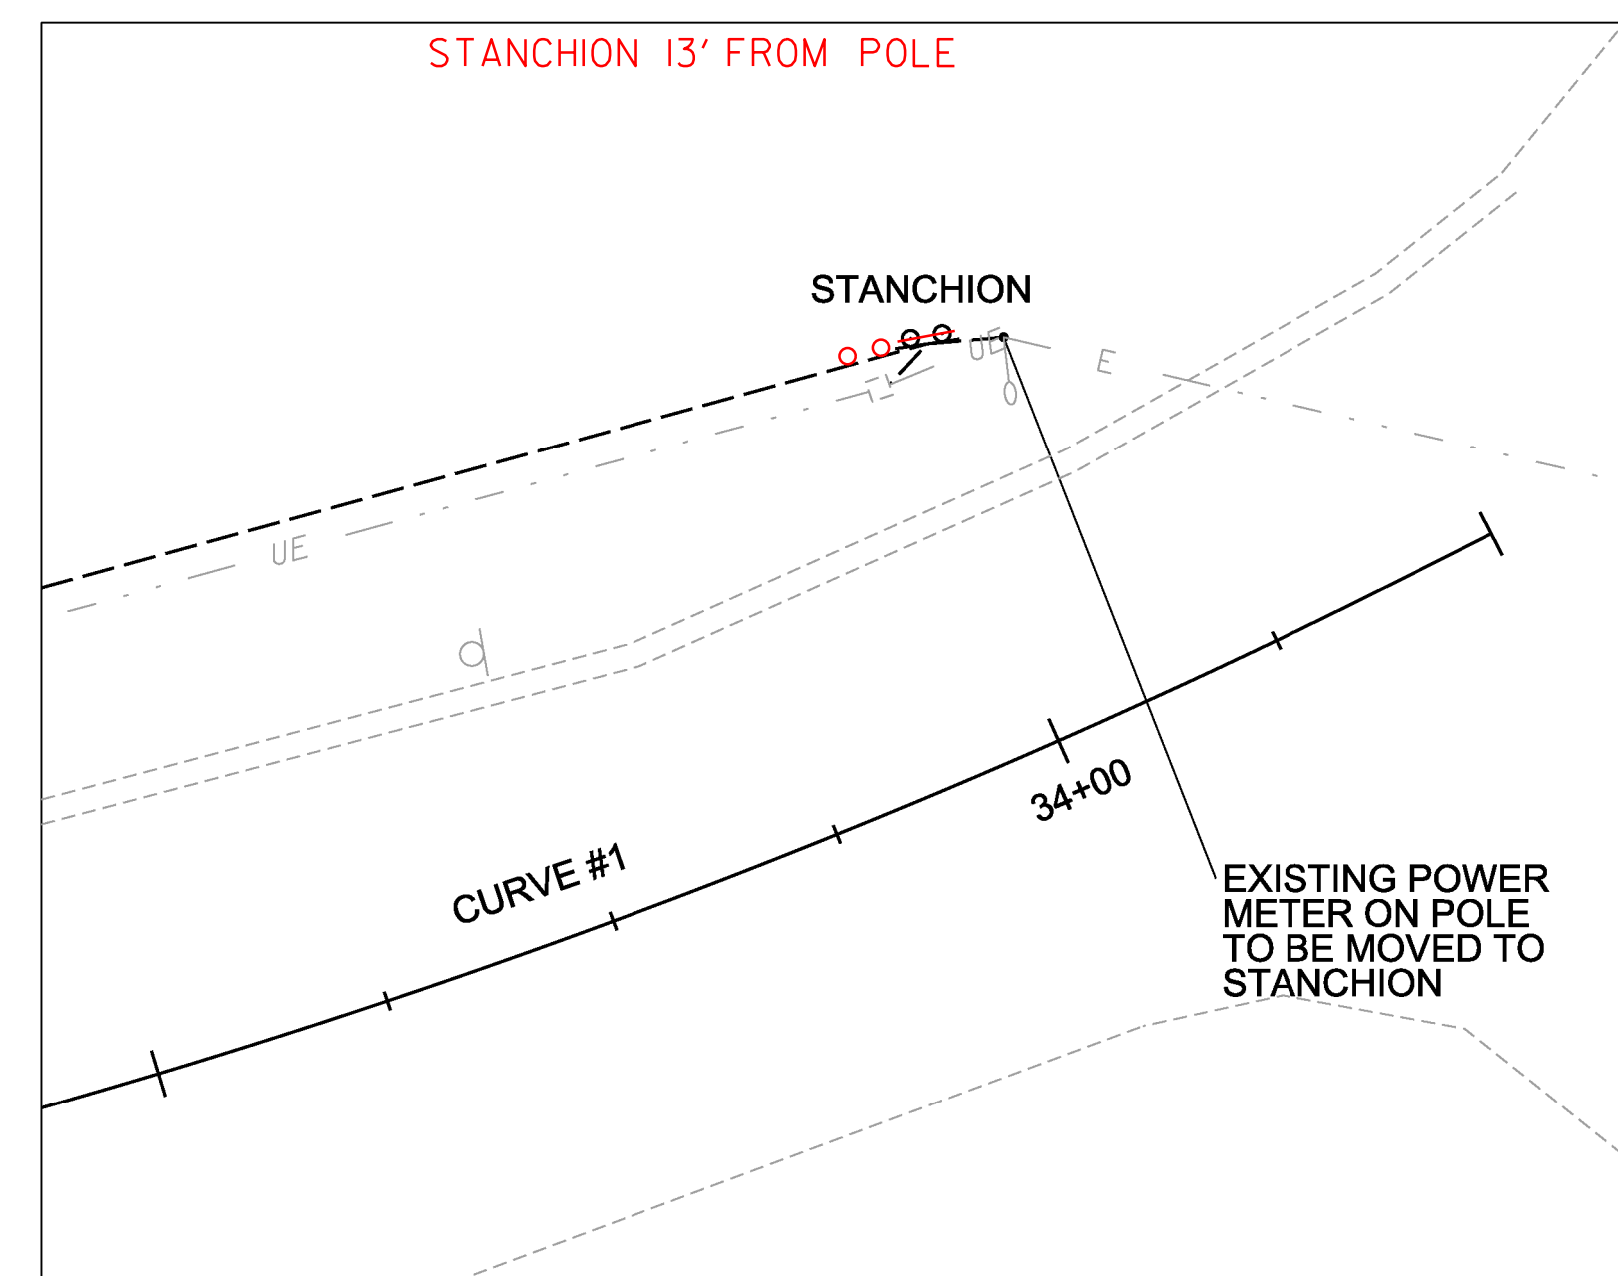 STANCHION 13' FROM POLE
STANCHION
UE
E
UE
34+00
CURVE #1
EXISTING POWER
METER ON POLE
TO BE MOVED TO
STANCHION